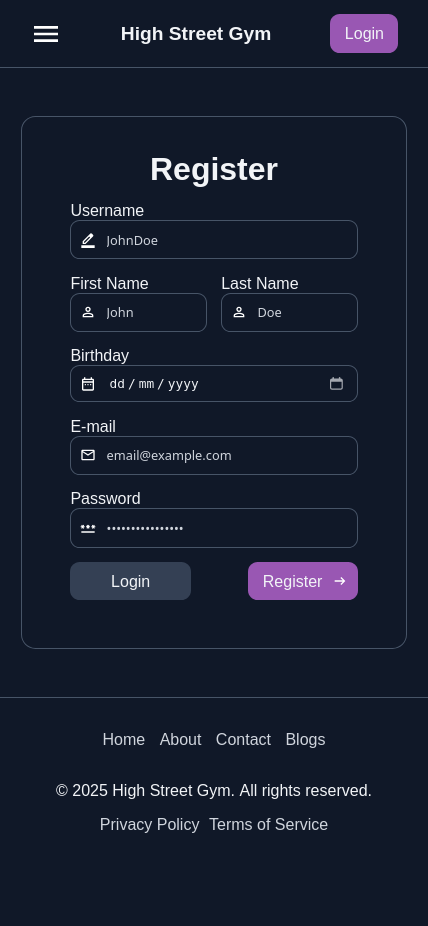 High Street Gym Login
Register
Username
JohnDoe
First Name Last Name
John Doe
Birthday
dd / mm / yyyy
E-mail
email@example.com
Password
••••••••••••••••
Login Register
Home About Contact Blogs
© 2025 High Street Gym. All rights reserved.
Privacy Policy Terms of Service